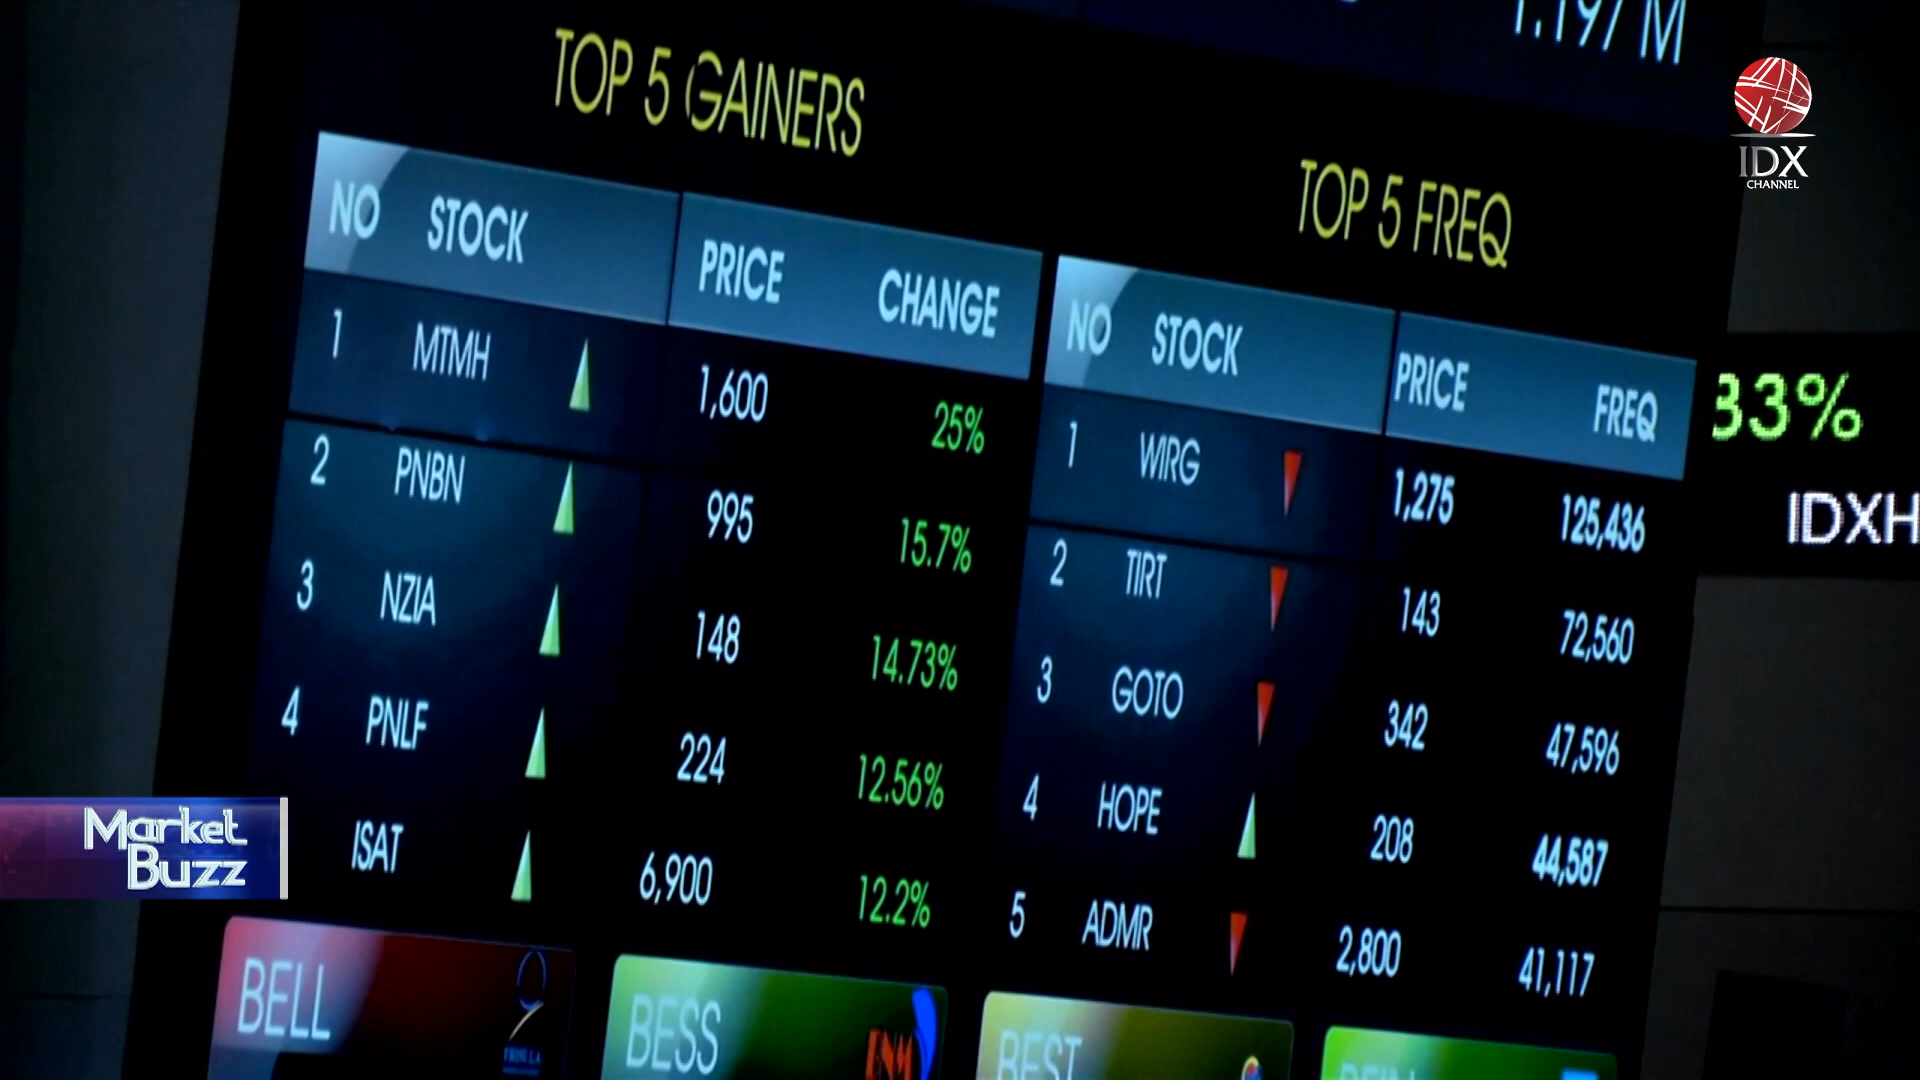 1.197 M
TOP 5 GAINERS
NO STOCK PRICE CHANGE
1 MTMH 1,600 25%
2 PNBN 995 15.7%
3 NZIA 148 14.73%
4 PNLF 224 12.56%
ISAT 6,900 12.2%
TOP 5 FREQ
NO STOCK PRICE FREQ
1 WIRG 1,275 125,436
2 TIRT 143 72,560
3 GOTO 342 47,596
4 HOPE 208 44,587
5 ADMR 2,800 41,117
IDX
CHANNEL
33%
IDXH
Market
Buzz
BELL
TRISULA
BESS
BEST